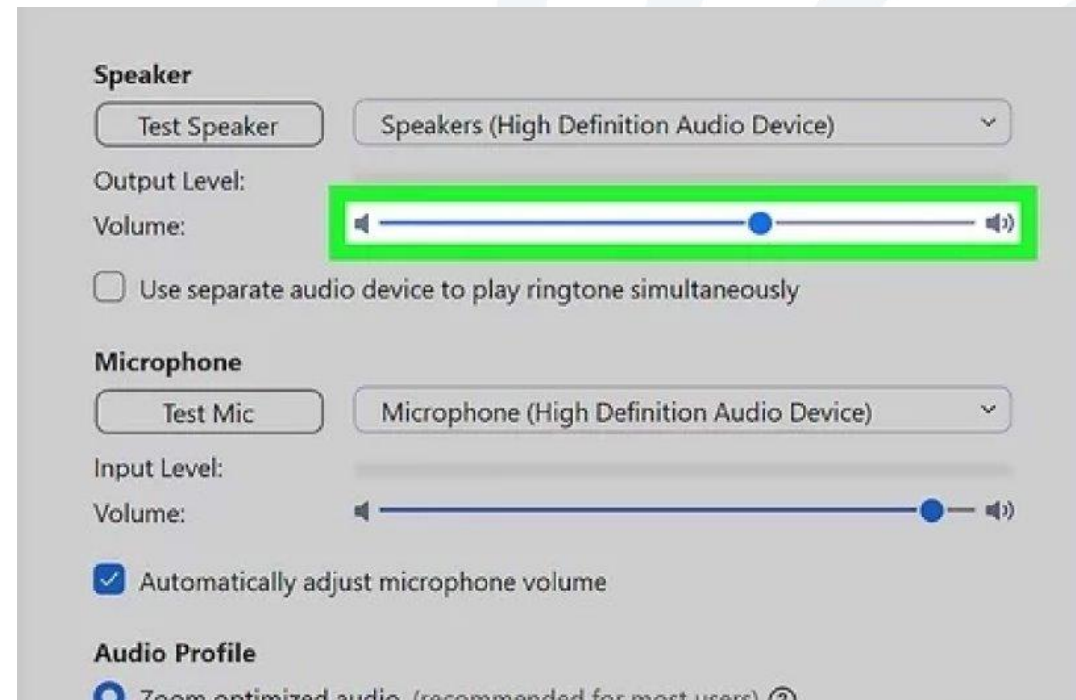 Speaker
Test Speaker Speakers (High Definition Audio Device)
Output Level:
Volume:
Use separate audio device to play ringtone simultaneously
Microphone
Test Mic Microphone (High Definition Audio Device)
Input Level:
Volume:
Automatically adjust microphone volume
Audio Profile
Zoom optimized audio (recommended for most users)